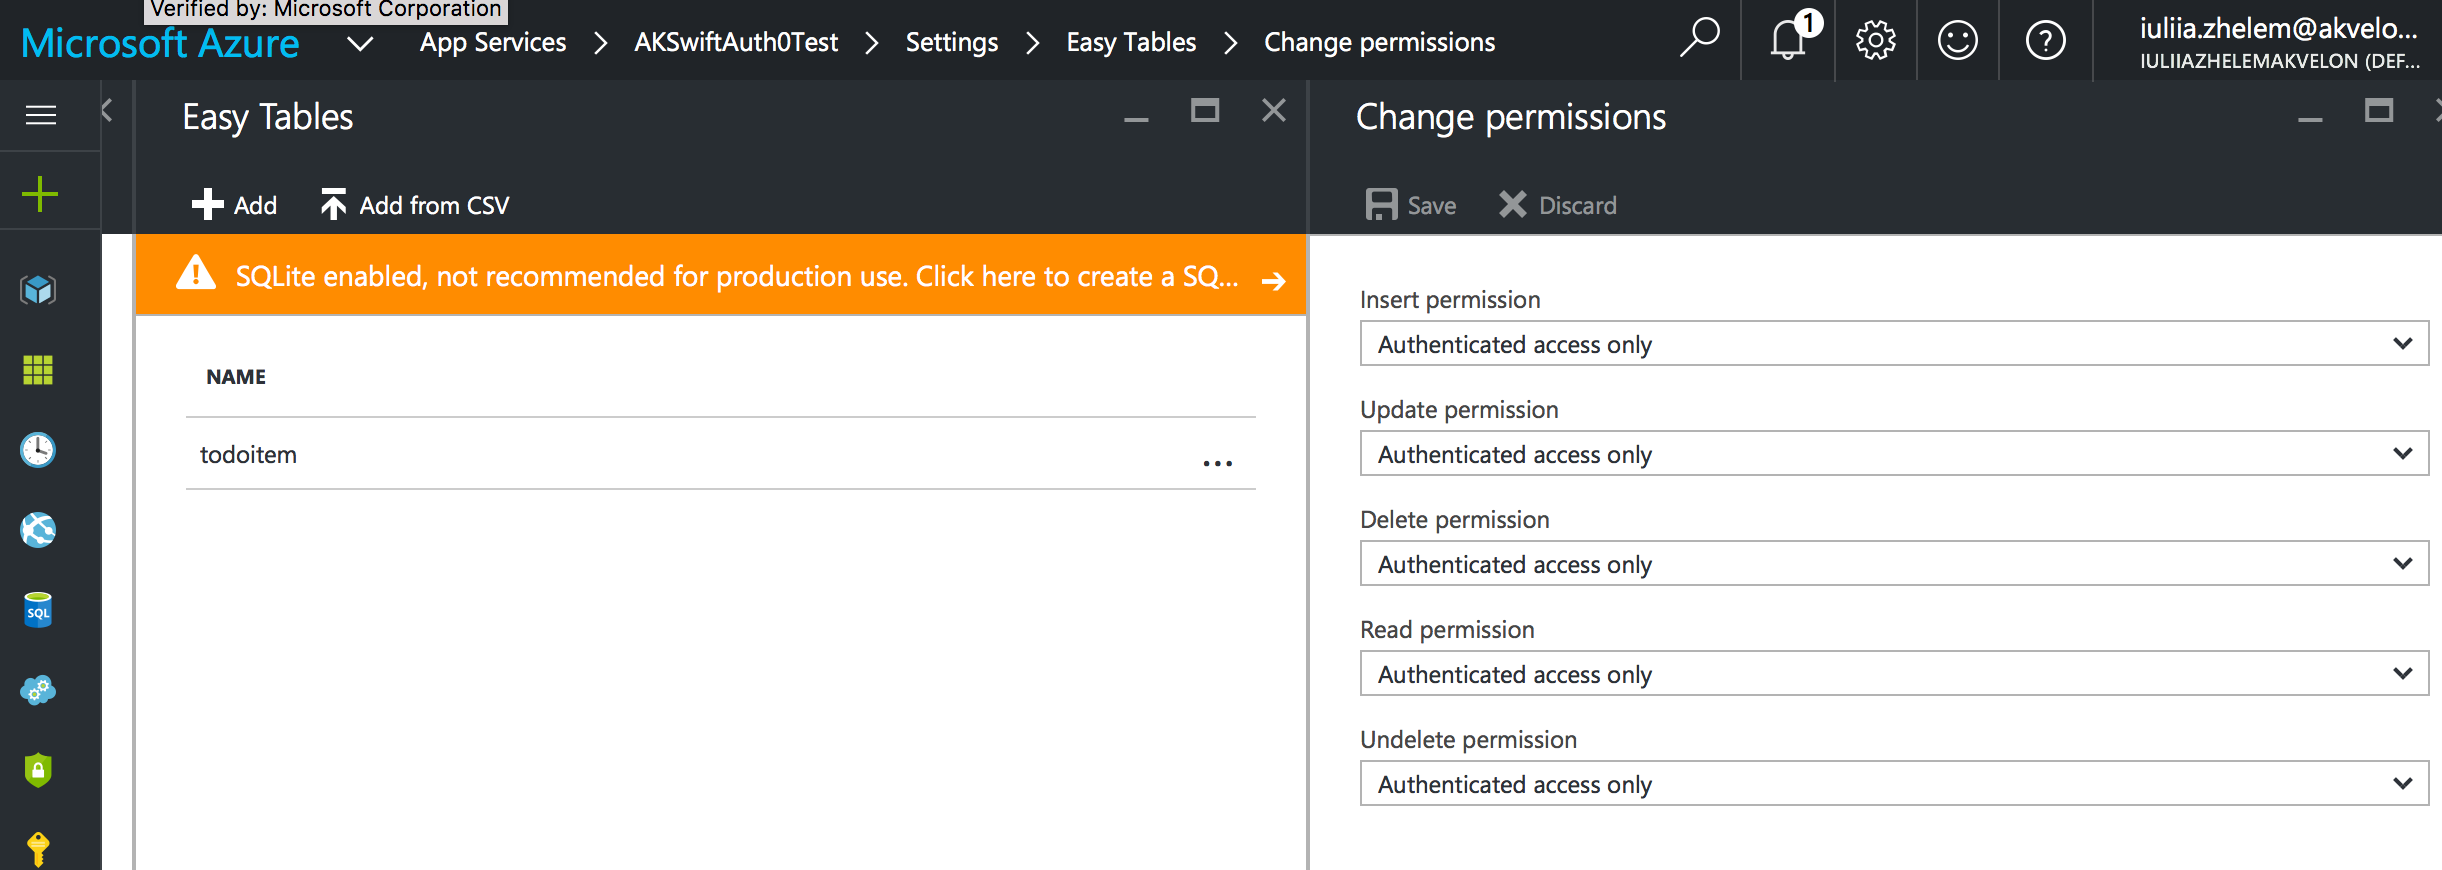 Verified by: Microsoft Corporation
Microsoft Azure App Services AKSwiftAuth0Test Settings Easy Tables Change permissions 1 iuliia.zhelem@akvelo...
IULIIAZHELEMAKVELON (DEF...
Easy Tables
Add Add from CSV
SQLite enabled, not recommended for production use. Click here to create a SQ...
NAME
todoitem
...
SQL
Change permissions
Save Discard
Insert permission
Authenticated access only
Update permission
Authenticated access only
Delete permission
Authenticated access only
Read permission
Authenticated access only
Undelete permission
Authenticated access only